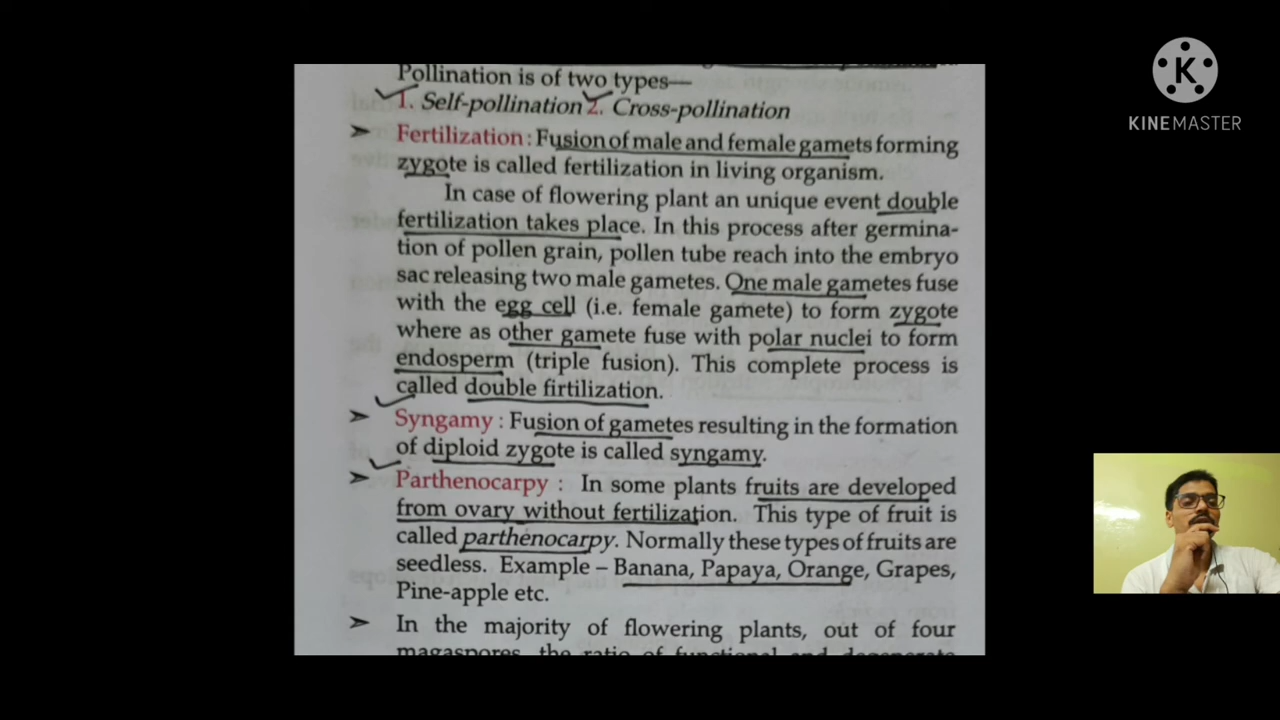 Pollination is of two types—
1. Self-pollination 2. Cross-pollination
➤ Fertilization : Fusion of male and female gamets forming
zygote is called fertilization in living organism.
In case of flowering plant an unique event double
fertilization takes place. In this process after germina-
tion of pollen grain, pollen tube reach into the embryo
sac releasing two male gametes. One male gametes fuse
with the egg cell (i.e. female gamete) to form zygote
where as other gamete fuse with polar nuclei to form
endosperm (triple fusion). This complete process is
called double firtilization.
➤ Syngamy : Fusion of gametes resulting in the formation
of diploid zygote is called syngamy.
➤ Parthenocarpy : In some plants fruits are developed
from ovary without fertilization. This type of fruit is
called parthenocarpy. Normally these types of fruits are
seedless. Example – Banana, Papaya, Orange, Grapes,
Pine-apple etc.
➤ In the majority of flowering plants, out of four
magaspores, the ratio of functional and degenerate
K
KINEMASTER